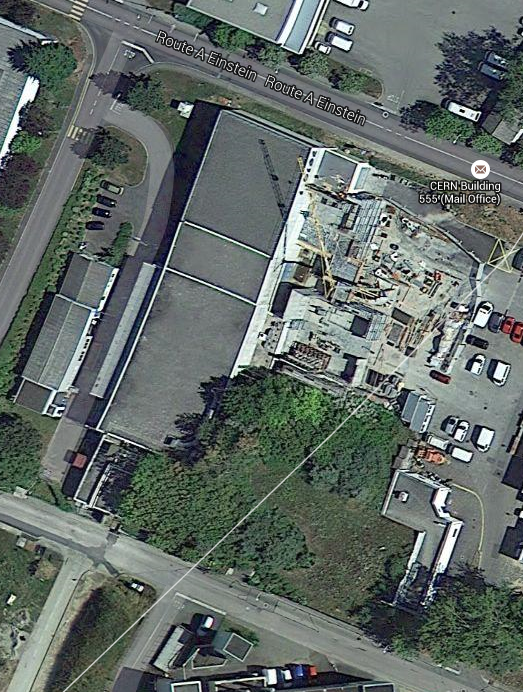 Route A Einstein
Route A Einstein
CERN Building
555 (Mail Office)